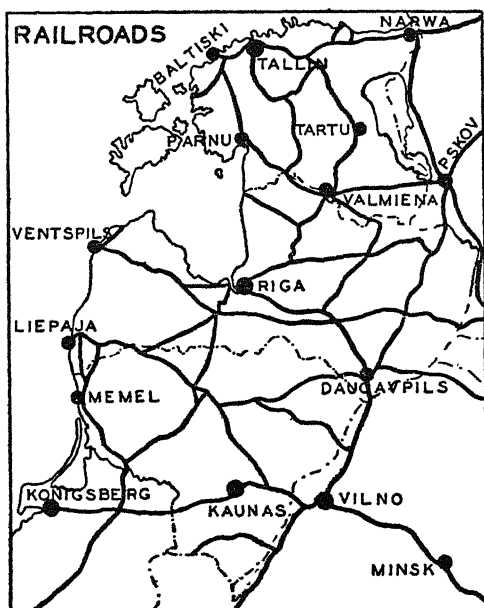 RAILROADS
NARWA
BALTISKI
TALLIN
PARNU
TARTU
PSKOV
VALMIENA
VENTSPILS
RIGA
LIEPAJA
DAUGAVPILS
MEMEL
KONIGSBERG
KAUNAS
VILNO
MINSK